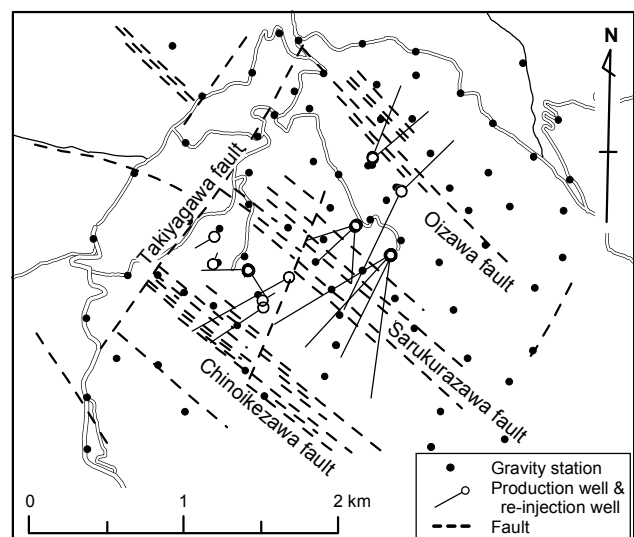 N
Takiyagawa fault
Oizawa fault
Sarukurazawa fault
Chinoikezawa fault
0 1 2 km
Gravity station
Production well &
re-injection well
Fault